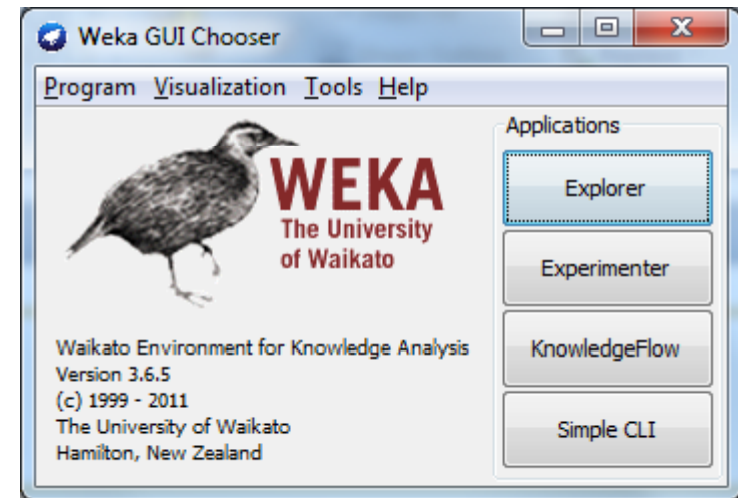 Weka GUI Chooser
Program Visualization Tools Help
WEKA
The University
of Waikato
Waikato Environment for Knowledge Analysis
Version 3.6.5
(c) 1999 - 2011
The University of Waikato
Hamilton, New Zealand
Applications
Explorer
Experimenter
KnowledgeFlow
Simple CLI